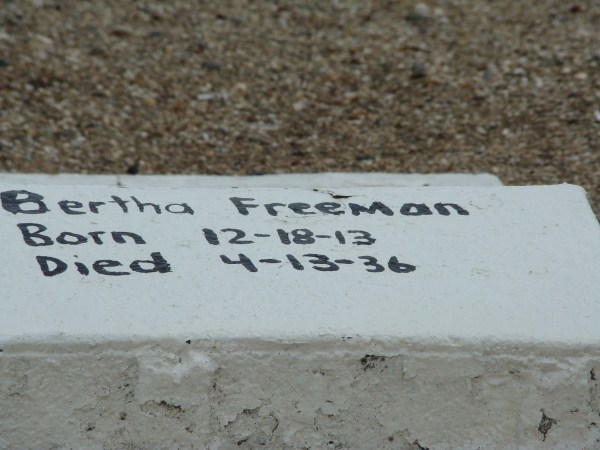 Bertha Freeman
Born 12-18-13
Died 4-13-36